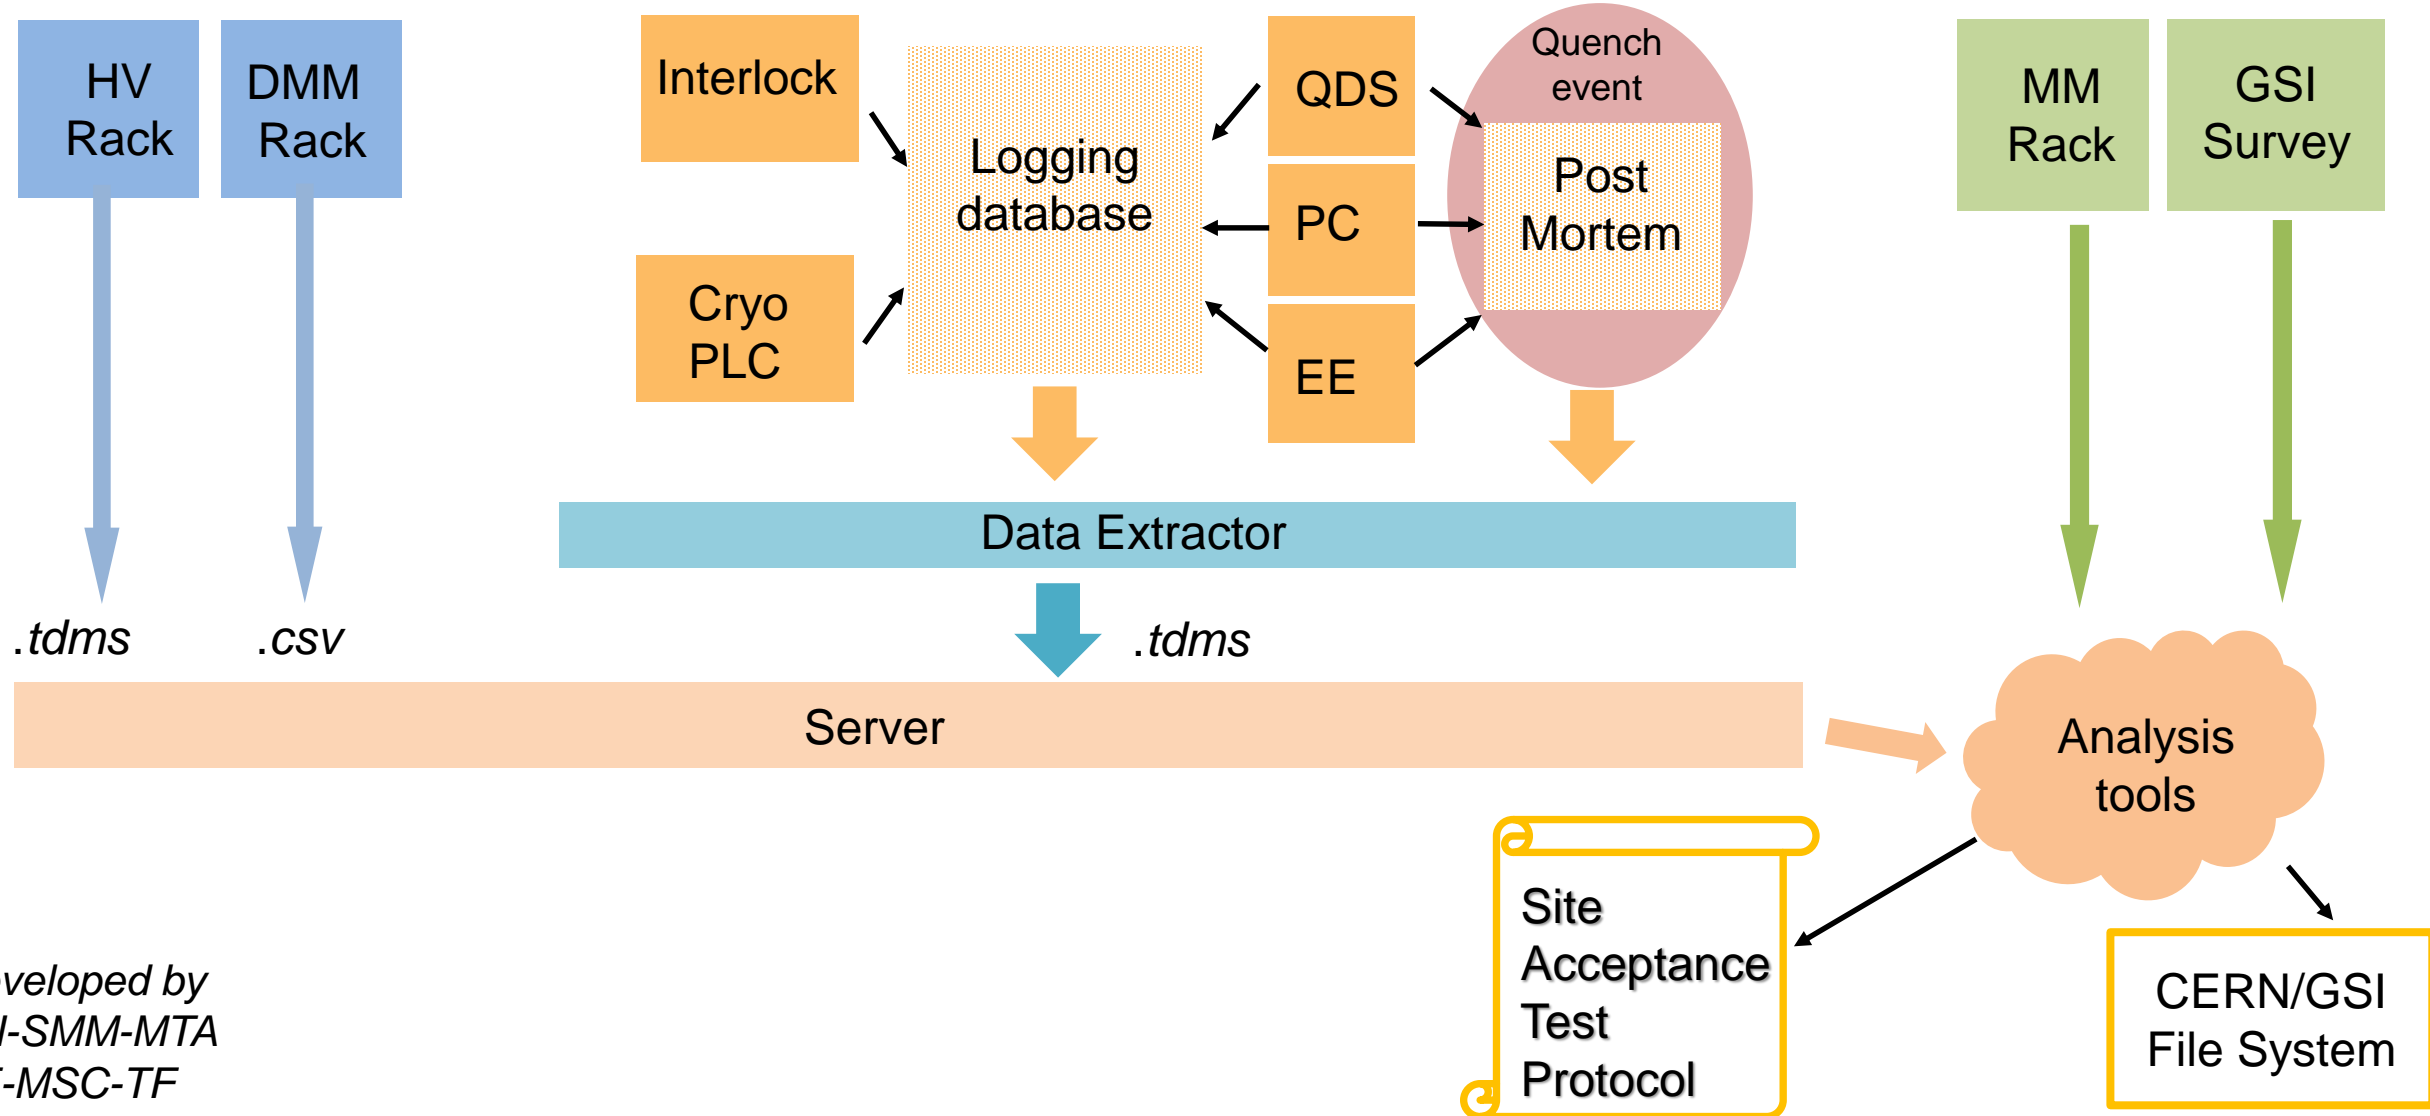 HV
Rack
DMM
Rack
Interlock
Cryo
PLC
Logging
database
QDS
PC
EE
Quench
event
Post
Mortem
MM
Rack
GSI
Survey
Data Extractor
.tdms
.csv
.tdms
Server
Analysis
tools
Site
Acceptance
Test
Protocol
CERN/GSI
File System
by
-SMM-MTA
-MSC-TF